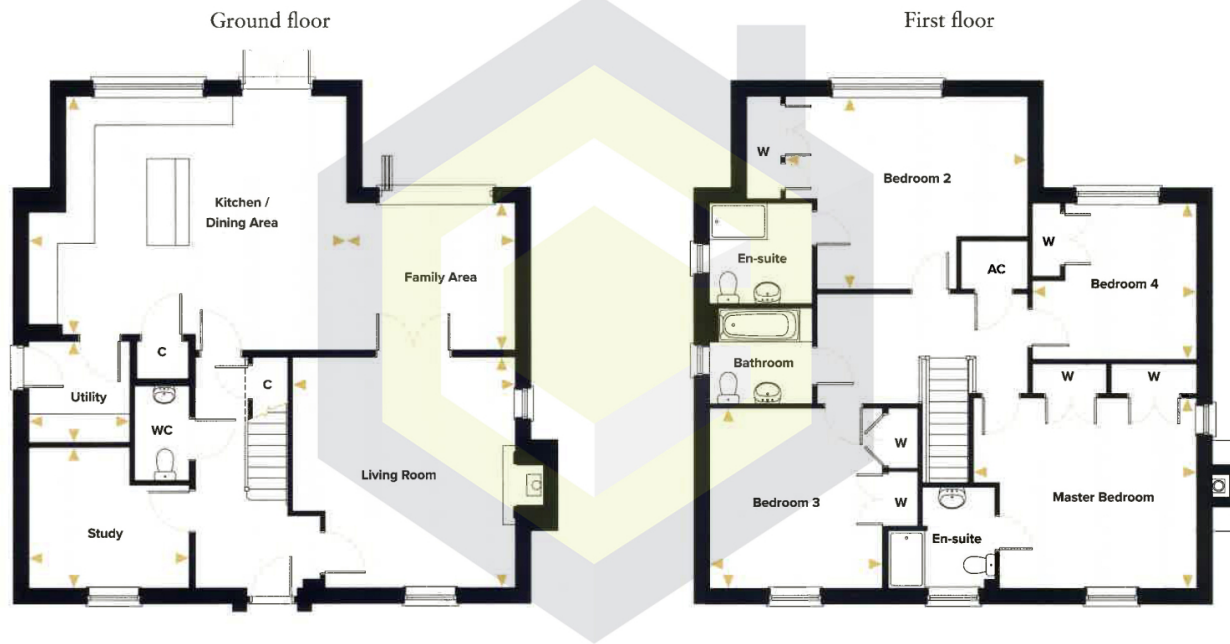 Ground floor
Kitchen /
Dining Area
Family Area
C
Utility
C
WC
Living Room
Study
First floor
W
Bedroom 2
W
En-suite
AC
Bedroom 4
Bathroom
W
W
W
Bedroom 3
W
Master Bedroom
En-suite